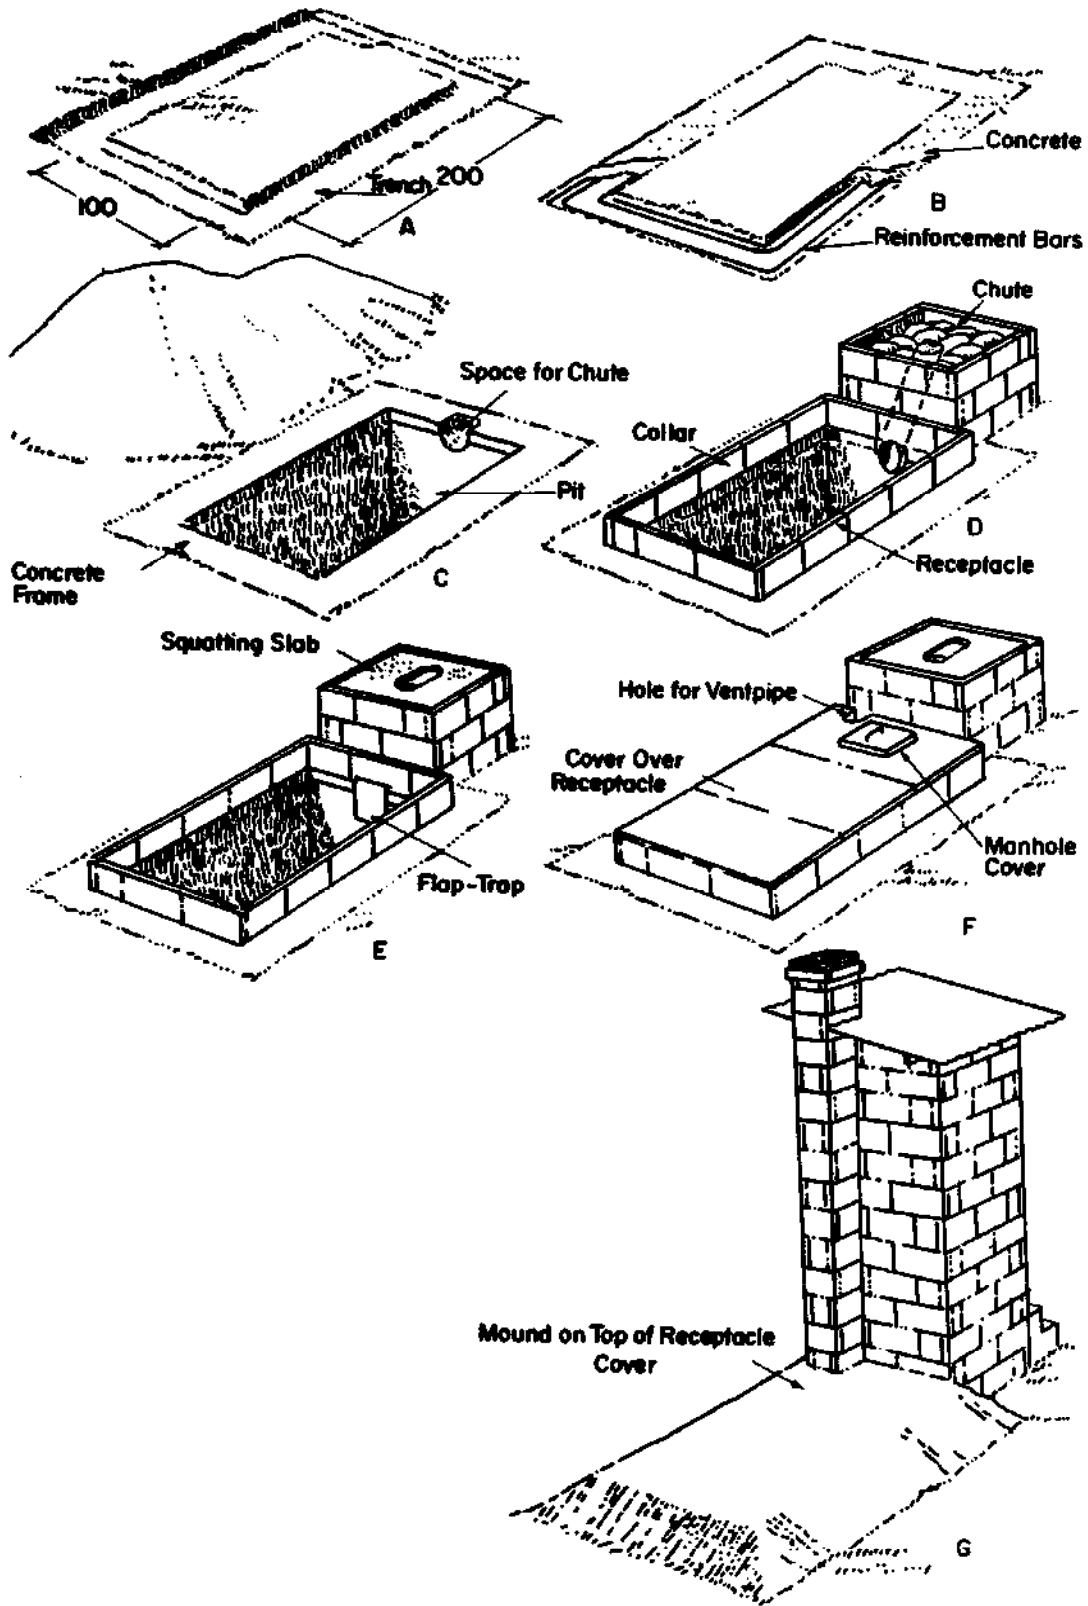 100
Trench
200
A
Concrete
B
Reinforcement Bars
Space for Chute
Pit
Concrete
Frame
C
Chute
Collar
D
Receptacle
Squatting Slab
Flap-Trap
E
Hole for Ventpipe
Cover Over
Receptacle
Manhole
Cover
F
Mound on Top of Receptacle
Cover
G